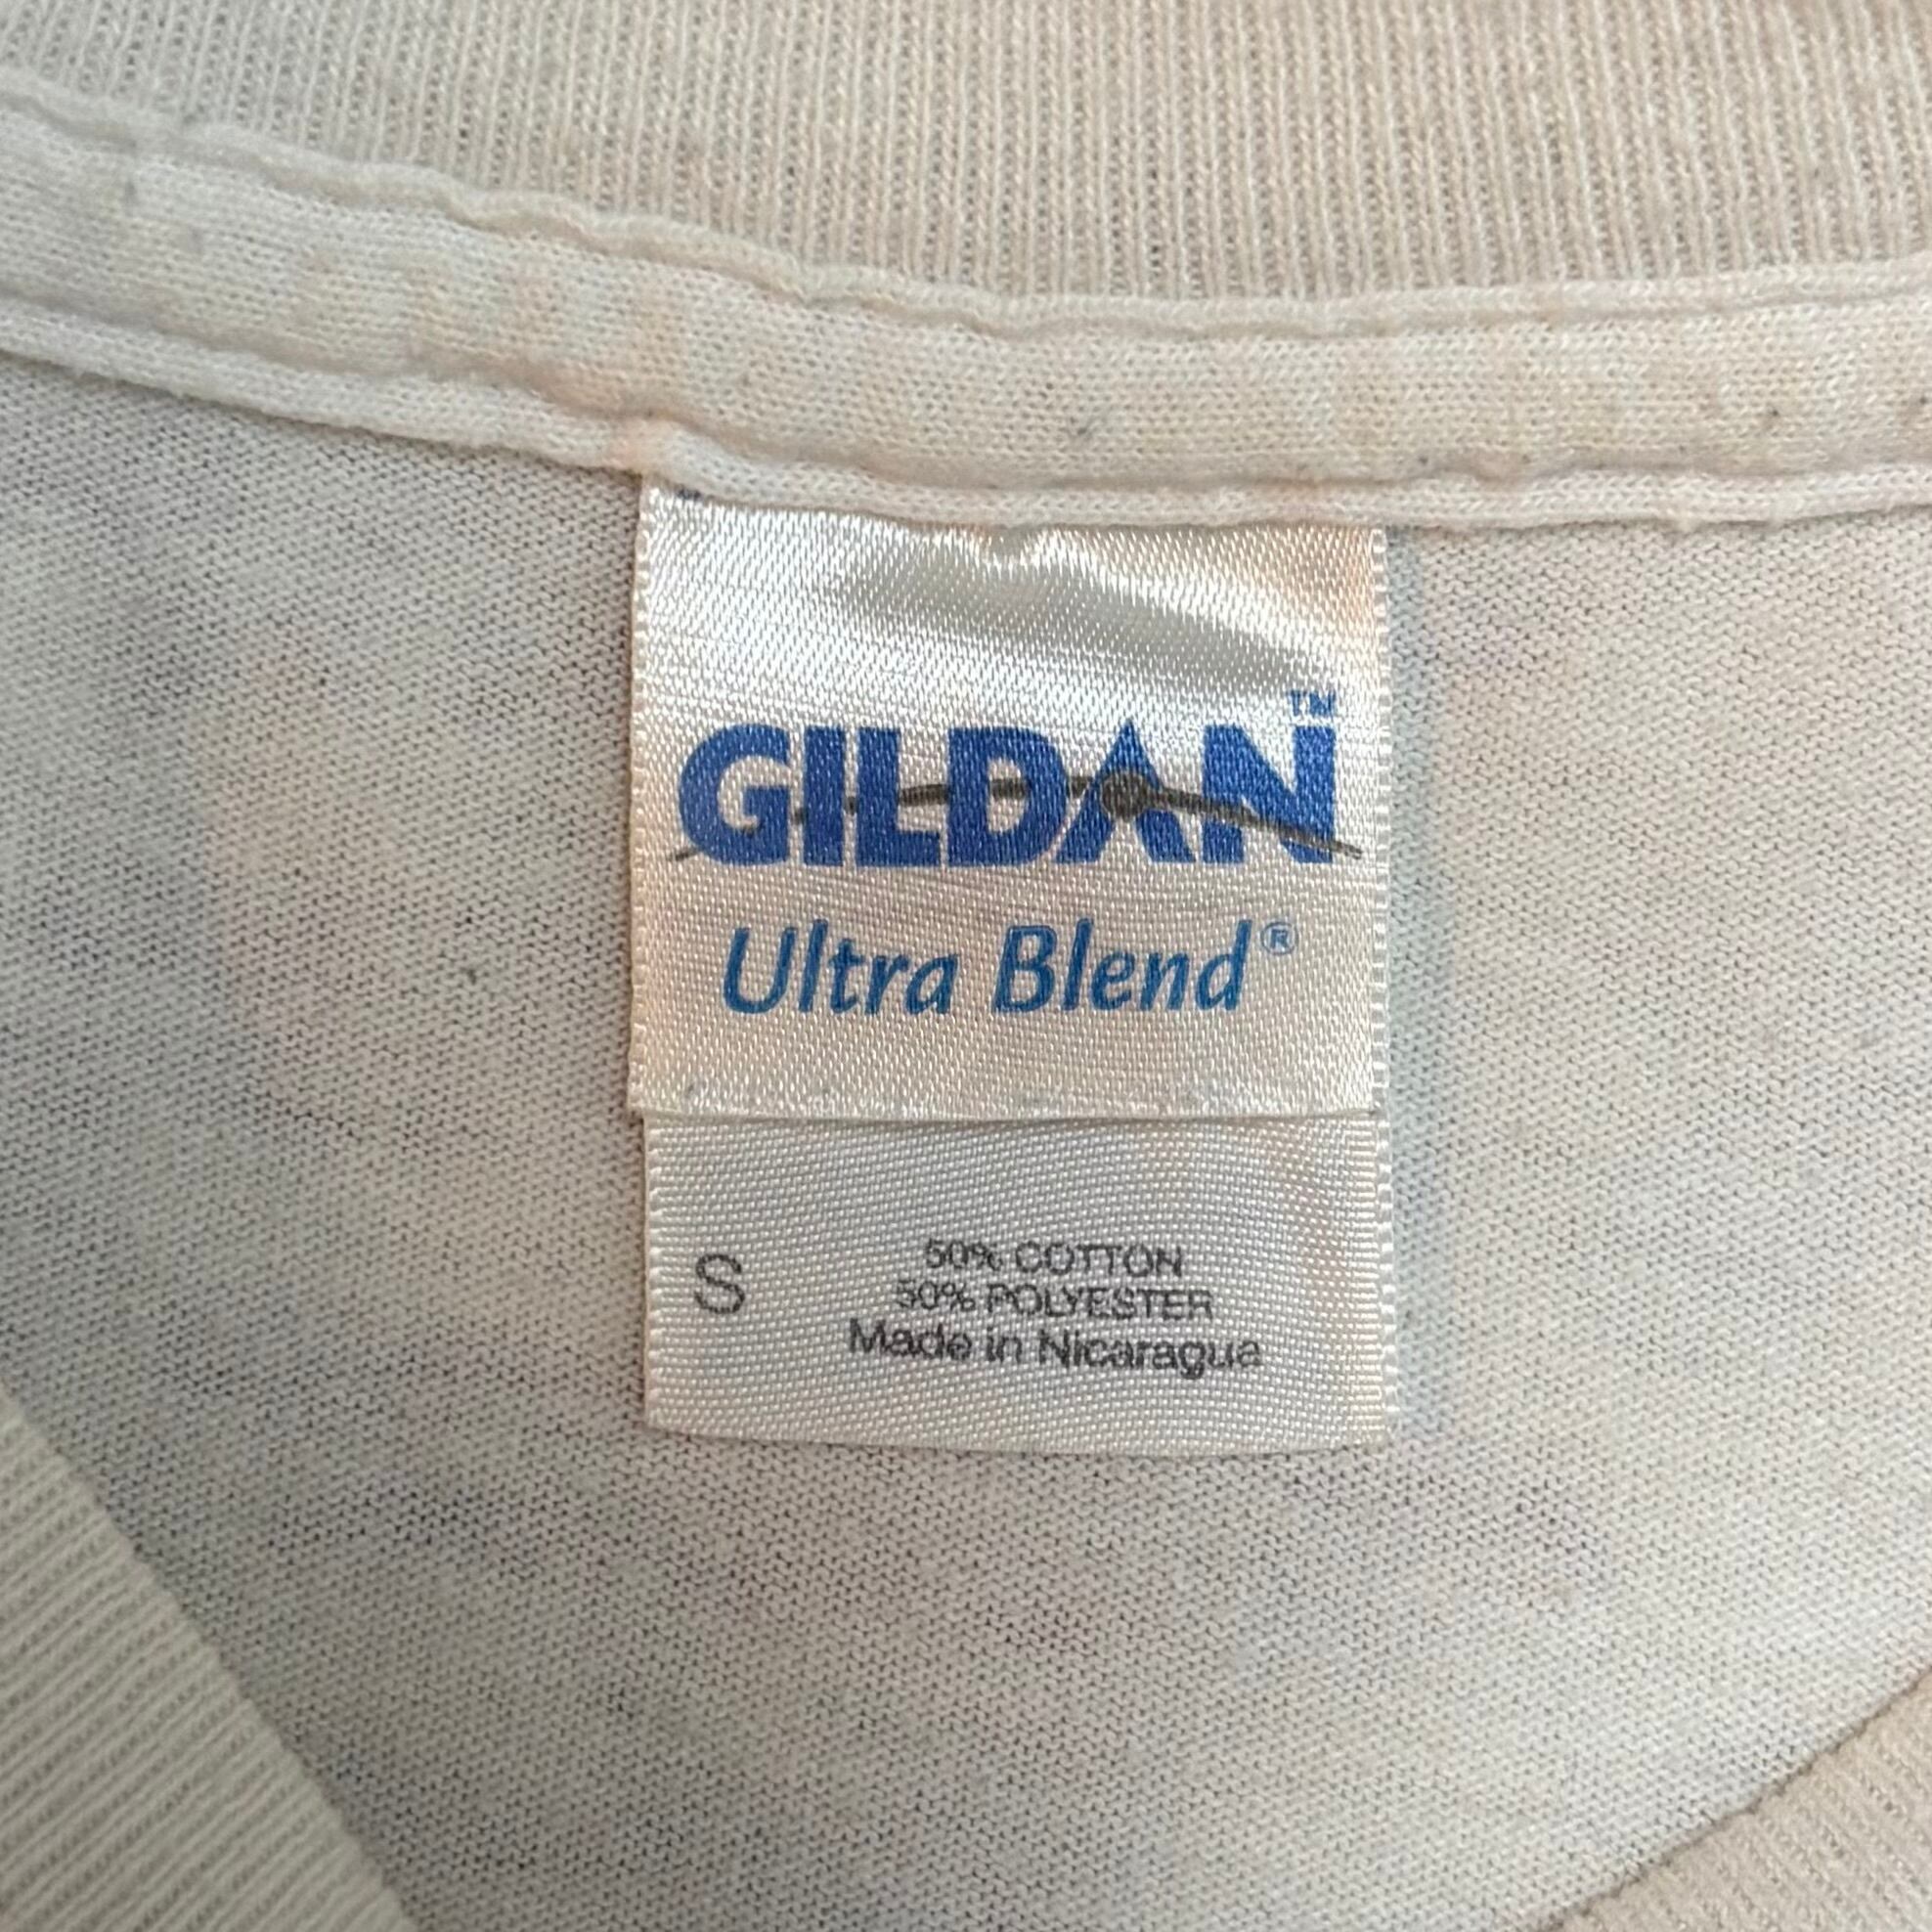 GILDAN™
Ultra Blend®
S
50% COTTON
50% POLYESTER
Made in Nicaragua